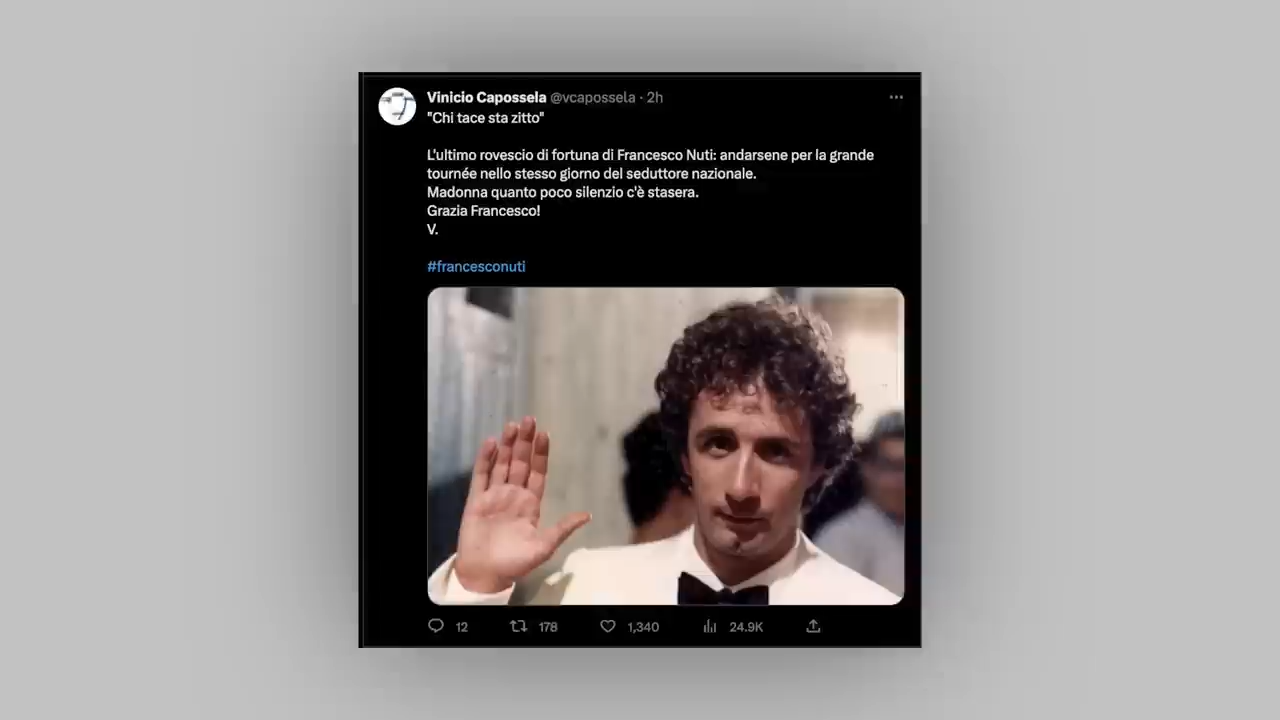 Vinicio Capossela @vcapossela · 2h
"Chi tace sta zitto"
L'ultimo rovescio di fortuna di Francesco Nuti: andarsene per la grande
tournée nello stesso giorno del seduttore nazionale.
Madonna quanto poco silenzio c'è stasera.
Grazia Francesco!
V.
#francesconuti
12 178 1,340 24.9K